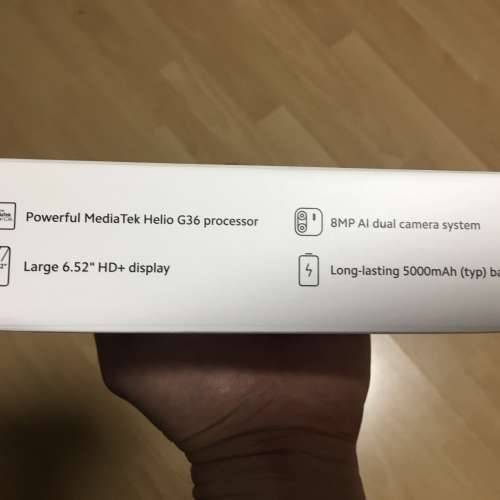 Powerful MediaTek Helio G36 processor
8MP AI dual camera system
Large 6.52" HD+ display
Long-lasting 5000mAh (typ) ba